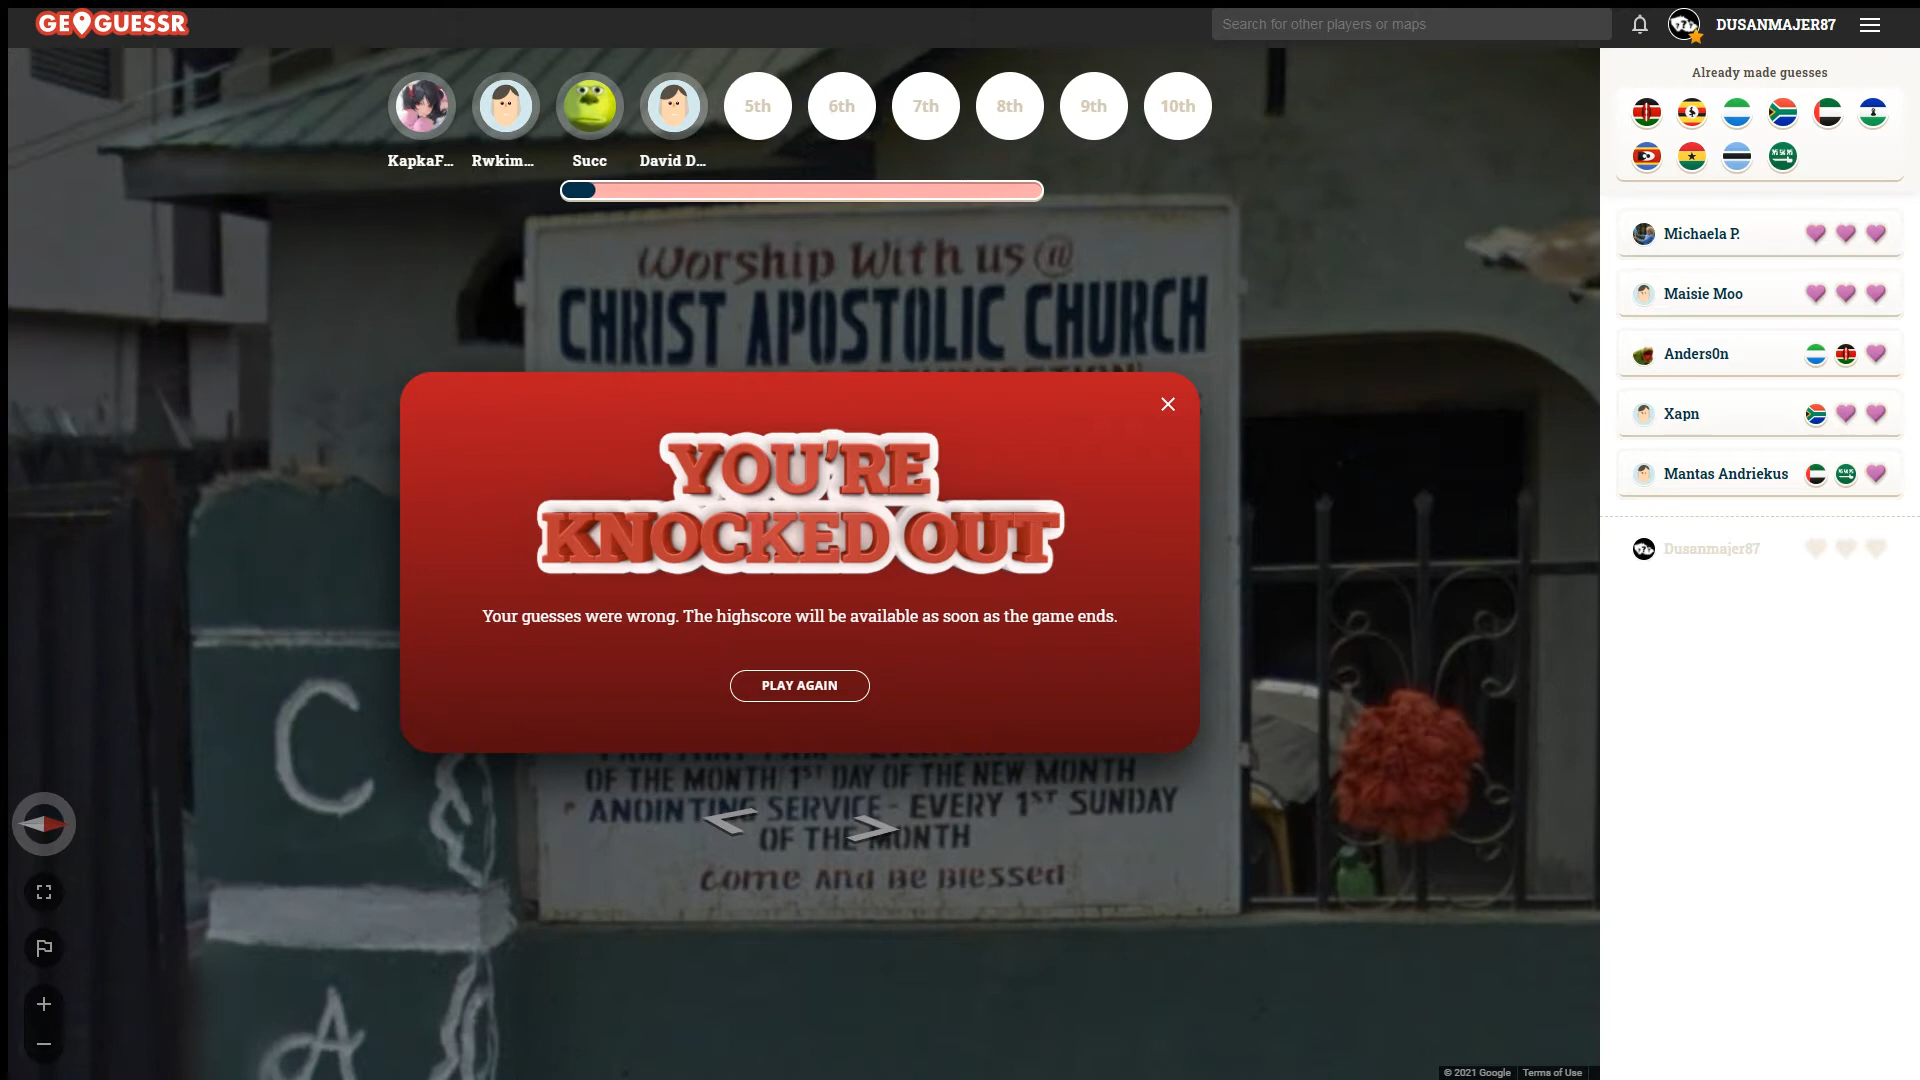 GEOGUESSR
Search for other players or maps
DUSANMAJER87
Already made guesses
5th
6th
7th
8th
9th
10th
KapkaF...
Rwkim...
Succ
David D...
Michaela P.
Maisie Moo
Anders0n
Xapn
Mantas Andriekus
Dusanmajer87
Worship With us @
CHRIST APOSTOLIC CHURCH
YOU'RE
KNOCKED OUT
Your guesses were wrong. The highscore will be available as soon as the game ends.
PLAY AGAIN
OF THE MONTH/1ST DAY OF THE NEW MONTH
ANOINTING SERVICE - EVERY 1ST SUNDAY
OF THE MONTH
Come And Be Blessed
C
A
© 2021 Google
Terms of Use